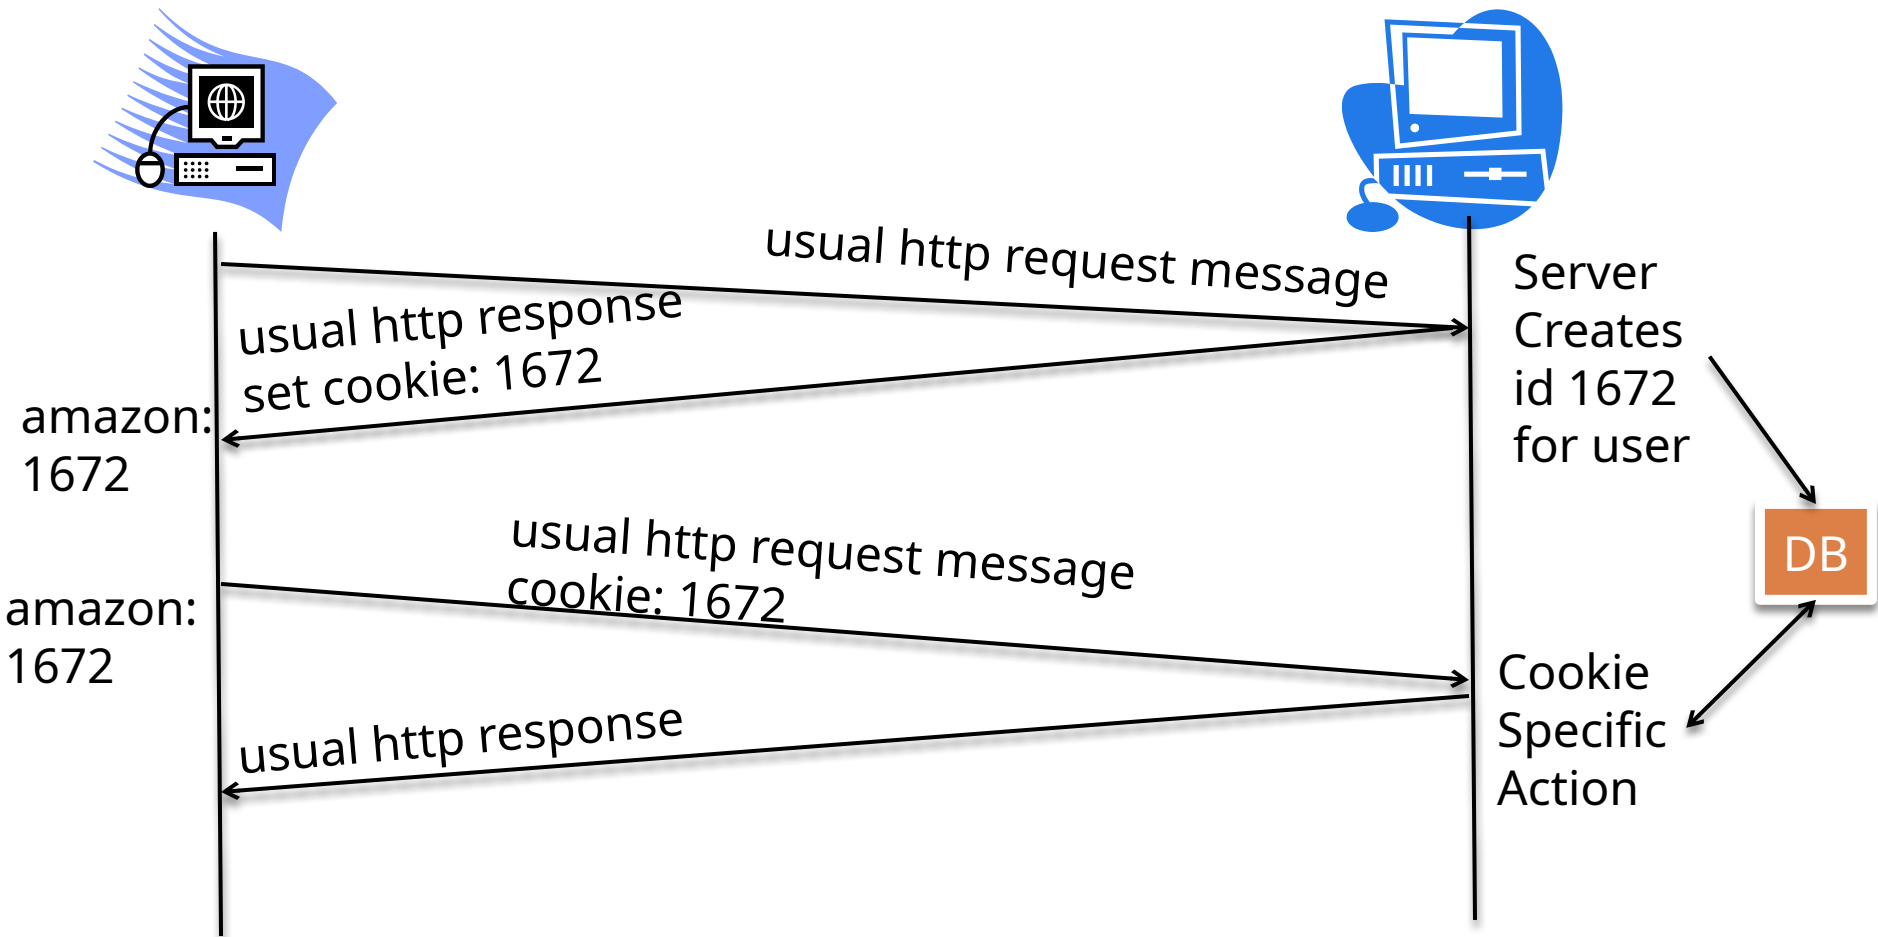 usual http request message
Server
Creates
id 1672
for user
usual http response
set cookie: 1672
amazon:
1672
usual http request message
cookie: 1672
DB
amazon:
1672
Cookie
Specific
Action
usual http response